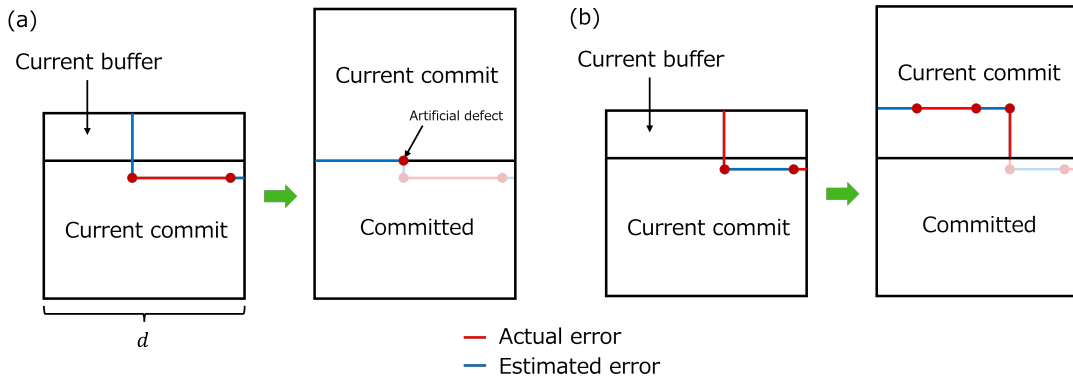 (a)
Current buffer
Current commit
d
Current commit
Artificial defect
Committed
(b)
Current buffer
Current commit
Current commit
Committed
Actual error
Estimated error